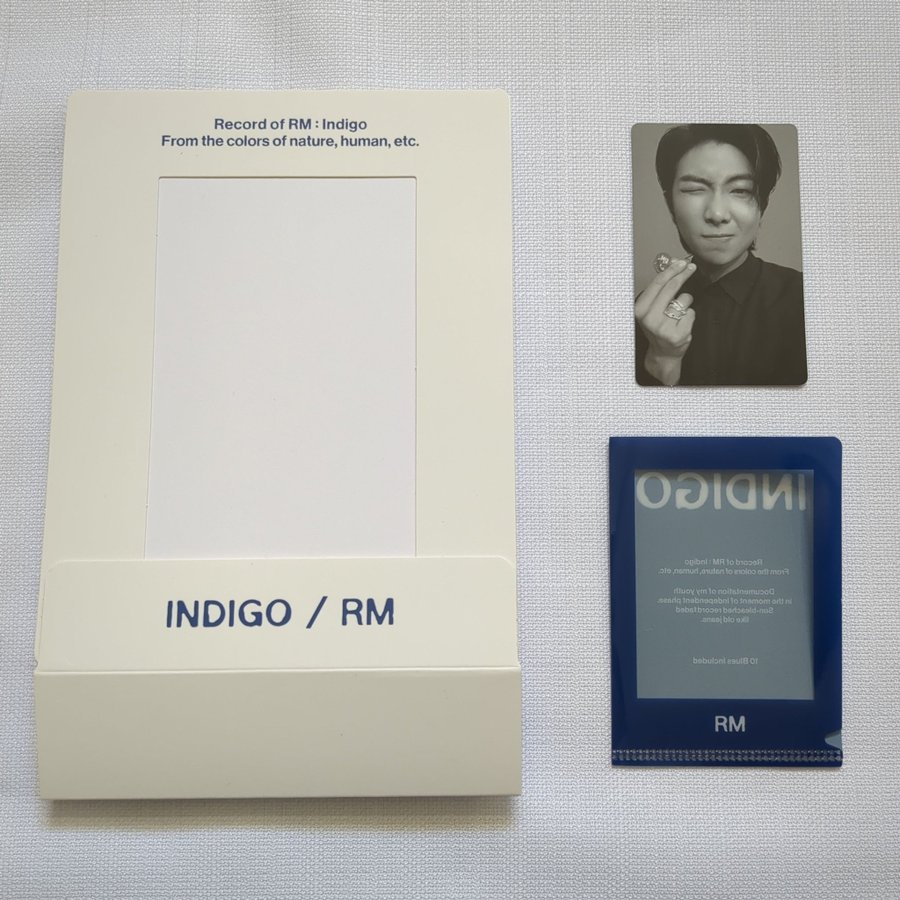 Record of RM : Indigo
From the colors of nature, human, etc.
INDIGO / RM
INDIGO
Record of RM : Indigo
From the colors of nature, human, etc.
Documentation of my youth
in the moment of independent phase.
Sun-bleached record faded
like old jeans.
10 Blues Included
RM